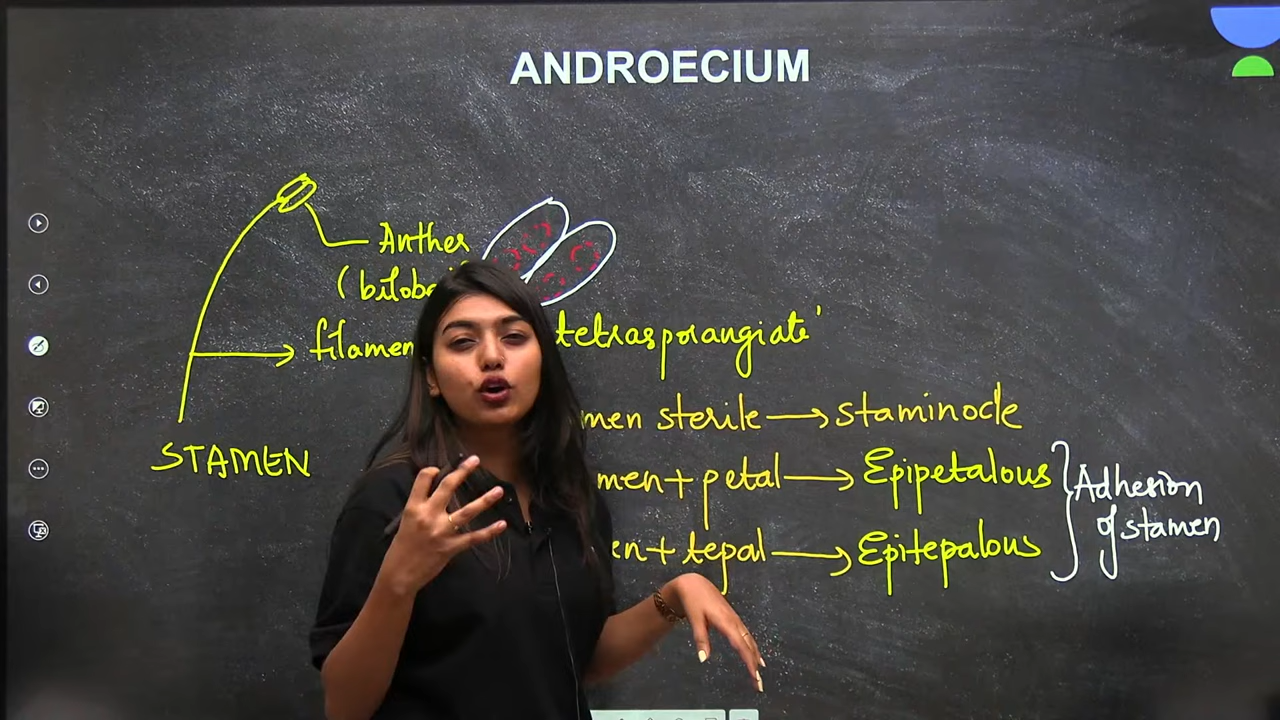 ANDROECIUM
Anther
(bilobe
filamen
tetrasporangiate'
STAMEN
men sterile → staminode
men + petal → Epipetalous
en + tepal → Epitepalous
Adhesion
of stamen